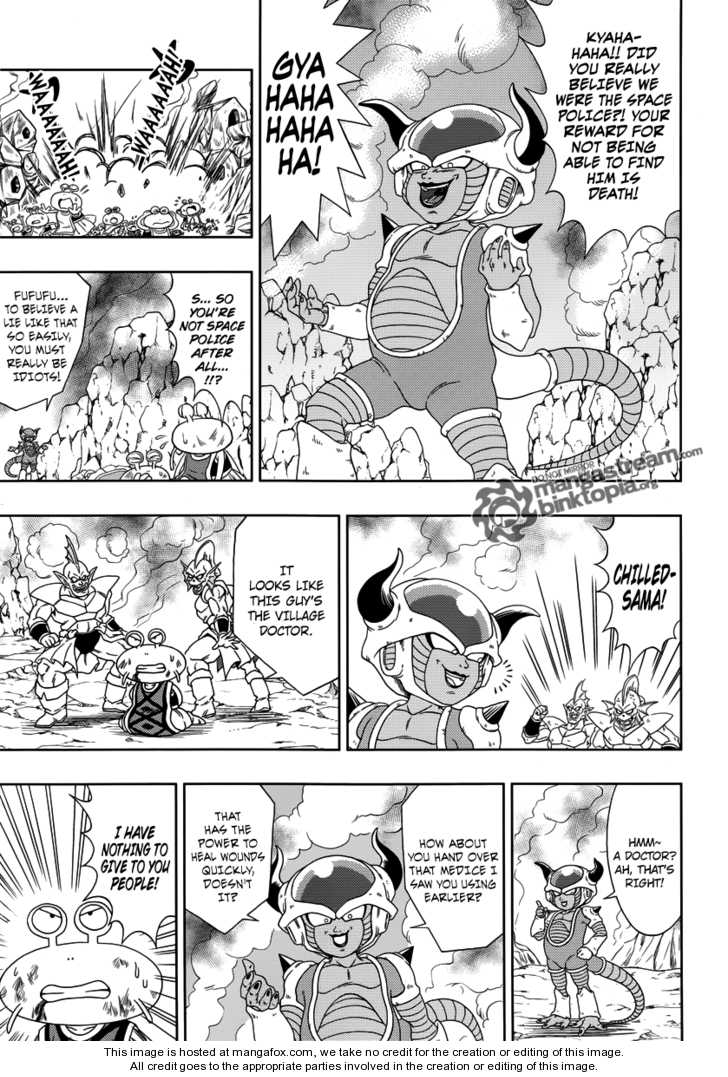 KYAHA-
HAHA!! DID
YOU REALLY
BELIEVE WE
WERE THE SPACE
POLICE?! YOUR
REWARD FOR
NOT BEING
ABLE TO FIND
HIM IS
DEATH!
GYA
HAHA
HAHA
HA!
WAAAAAAH!
WAAAAAAH!
S... SO
YOU'RE
NOT SPACE
POLICE
AFTER
ALL...
!!?
FUFUFU...
TO BELIEVE A
LIE LIKE THAT
SO EASILY,
YOU MUST
REALLY BE
IDIOTS!
DO NOT MIRROR
mangastream.com
binktopia.org
CHILLED-
SAMA!
IT
LOOKS LIKE
THIS GUY'S THE
VILLAGE
DOCTOR.
HMM~
A DOCTOR?
AH, THAT'S
RIGHT!
HOW ABOUT
YOU HAND OVER
THAT MEDICE I
SAW YOU USING
EARLIER?
THAT
HAS THE
POWER TO
HEAL WOUNDS
QUICKLY,
DOESN'T
IT?
I HAVE
NOTHING TO
GIVE TO YOU
PEOPLE!
This image is hosted at mangafox.com, we take no credit for the creation or editing of this image.
All credit goes to the appropriate parties involved in the creation or editing of this image.